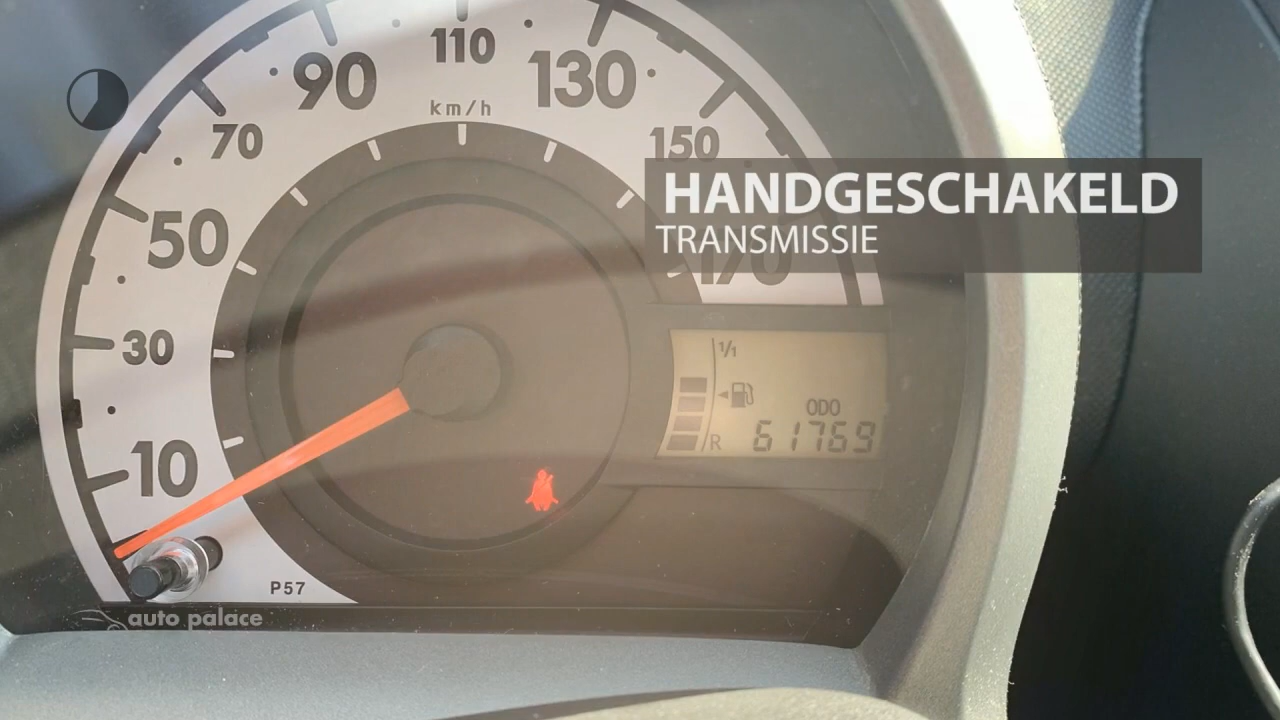 110
90
130
km/h
70
150
HANDGESCHAKELD
TRANSMISSIE
50
170
30
1/1
ODO
10
R 61769
P57
auto palace